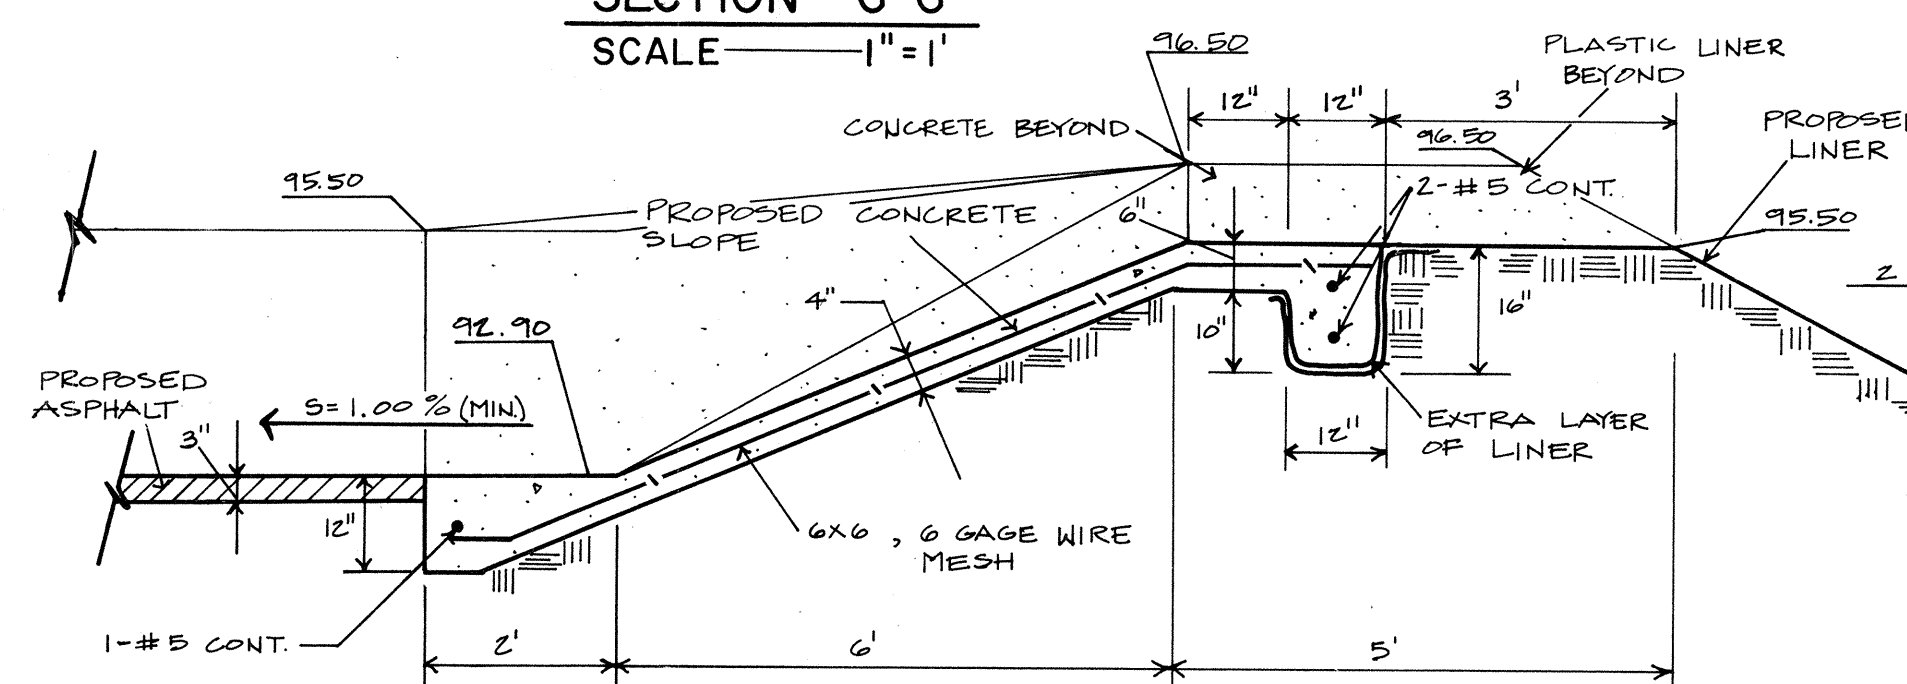 SECTION
SCALE 1"=1'
96.50
PLASTIC LINER
BEYOND
12"
12"
3'
CONCRETE BEYOND
96.50
PROPOSED
LINER
95.50
2-#5 CONT.
PROPOSED CONCRETE
SLOPE
6"
95.50
4"
2
92.90
10"
16"
PROPOSED
ASPHALT
S=1.00%(MIN.)
3"
12"
EXTRA LAYER
OF LINER
12"
6X6, 6 GAGE WIRE
MESH
1-#5 CONT.
2'
6'
5'